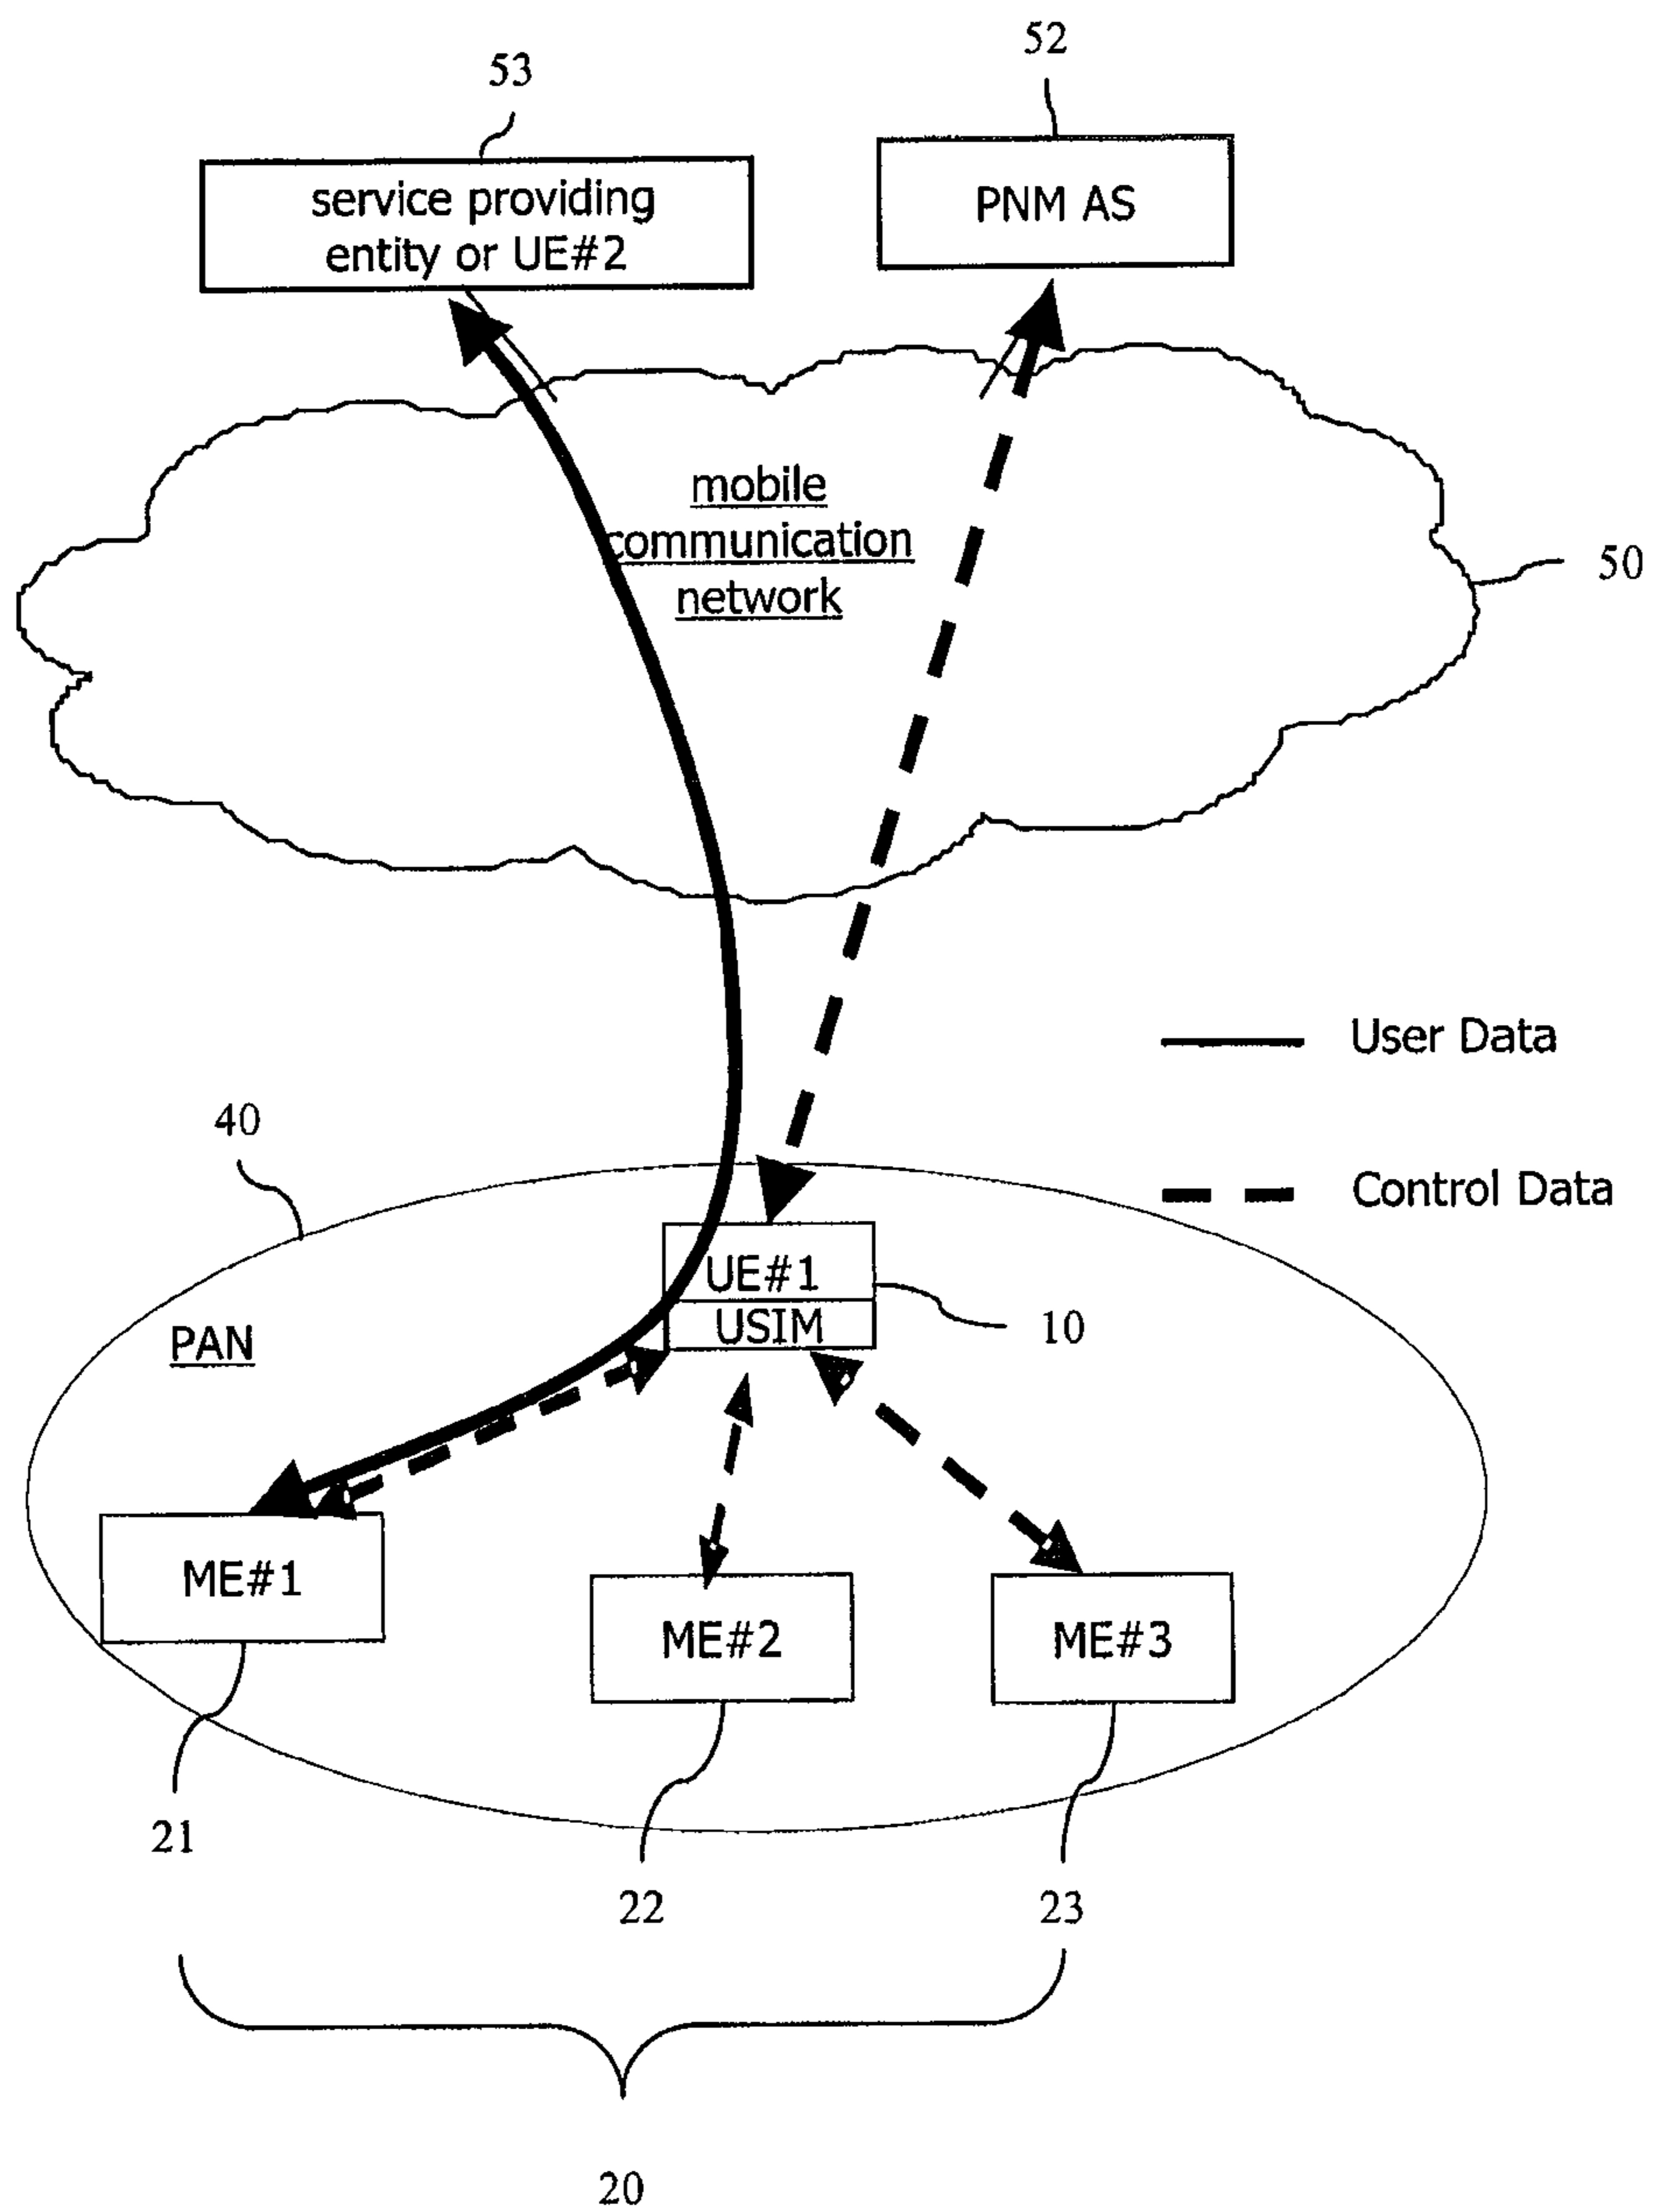 52
53
service providing
entity or UE#2
PNM AS
mobile
communication
network
50
User Data
40
Control Data
UE#1
USIM
10
PAN
ME#1
ME#2
ME#3
21
22
23
20